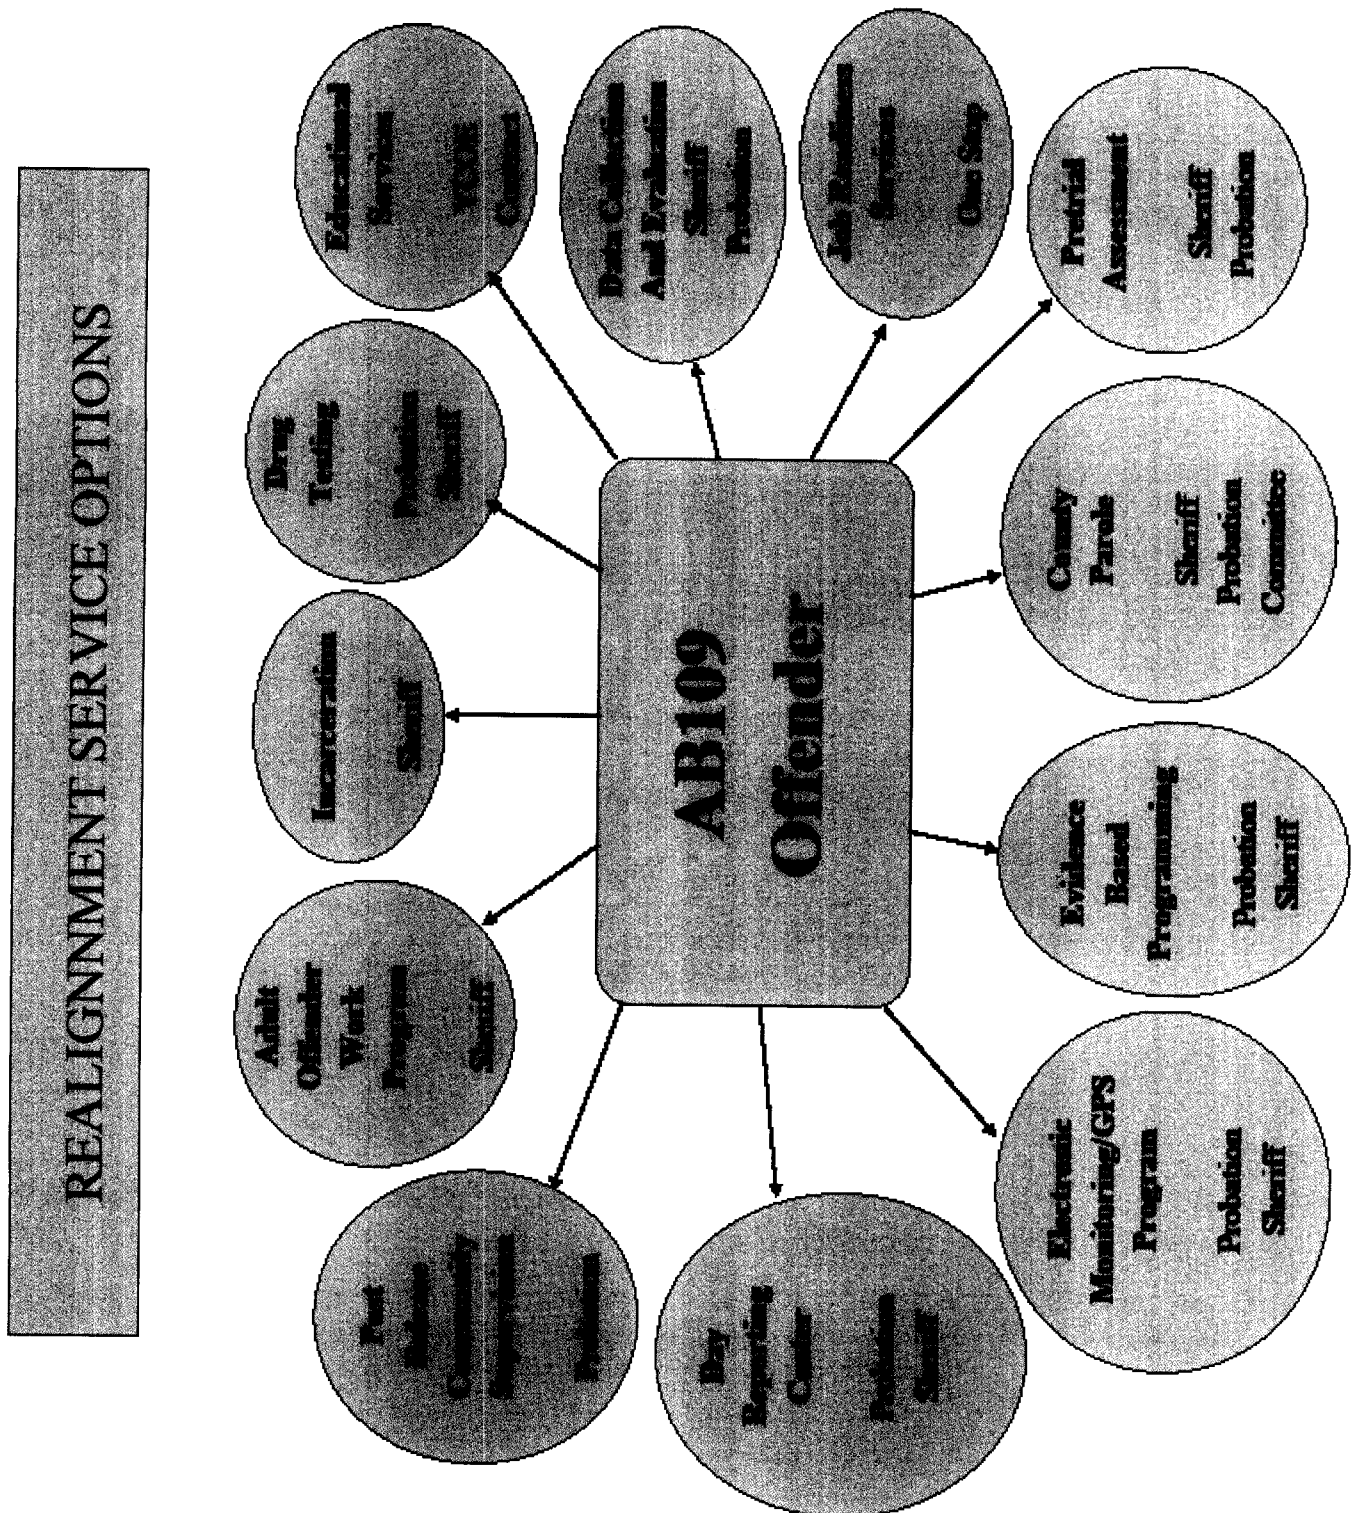 REALIGNNMENT SERVICE OPTIONS
Post
Release
Community
Supervision
Probation
Adult
Offender
Work
Program
Sheriff
Incarceration
Sheriff
Drug
Testing
Probation
Sheriff
Educational
Services
Day
Reporting
Center
Probation
Sheriff
AB109
Offender
Data Collection
And Evaluation
Sheriff
Probation
Job Readiness
Services
One Stop
Electronic
Monitoring/GPS
Program
Probation
Sheriff
Evidence
Based
Programming
Probation
Sheriff
County
Parole
Sheriff
Probation
Committee
Pretrial
Assessment
Sheriff
Probation